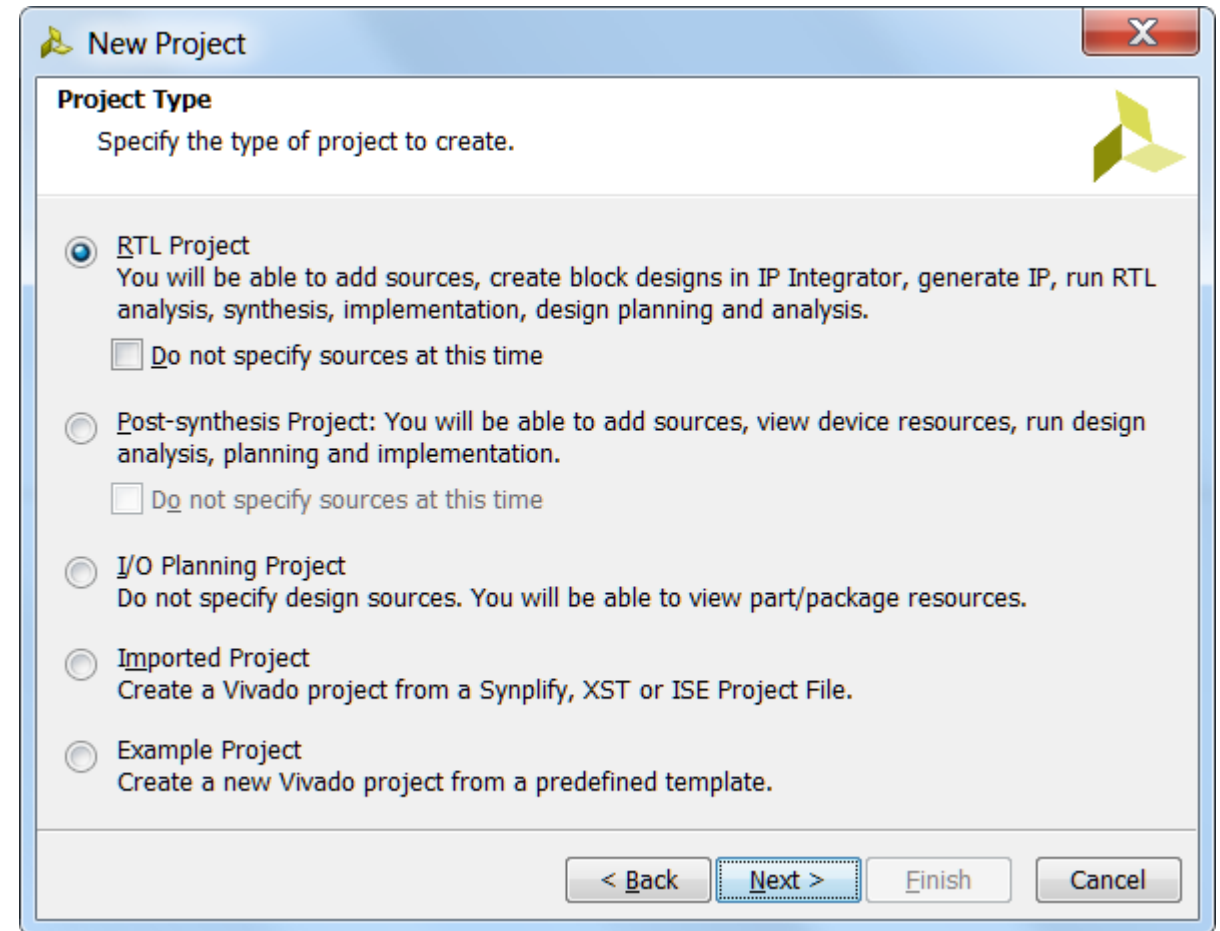 New Project
Project Type
Specify the type of project to create.
RTL Project
You will be able to add sources, create block designs in IP Integrator, generate IP, run RTL
analysis, synthesis, implementation, design planning and analysis.
Do not specify sources at this time
Post-synthesis Project: You will be able to add sources, view device resources, run design
analysis, planning and implementation.
Do not specify sources at this time
I/O Planning Project
Do not specify design sources. You will be able to view part/package resources.
Imported Project
Create a Vivado project from a Synplify, XST or ISE Project File.
Example Project
Create a new Vivado project from a predefined template.
< Back Next > Finish Cancel